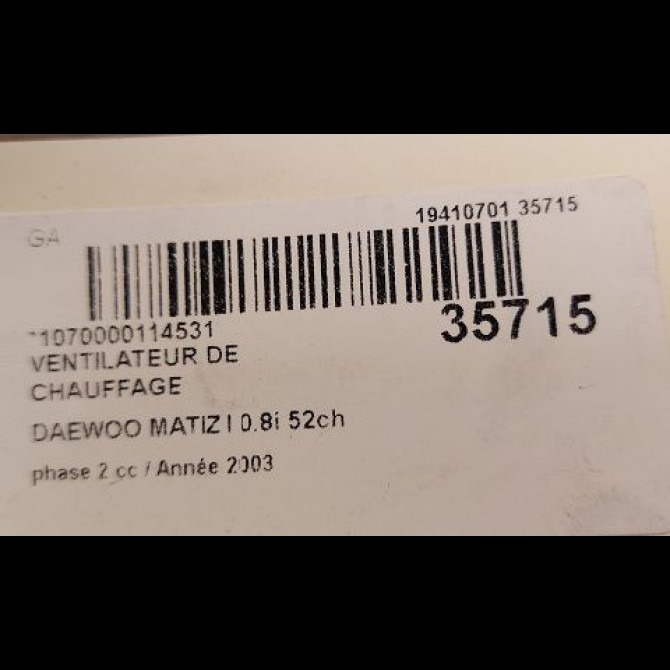 GA
19410701 35715
*1070000114531
35715
VENTILATEUR DE
CHAUFFAGE
DAEWOO MATIZ I 0.8i 52ch
phase 2 cc / Année 2003